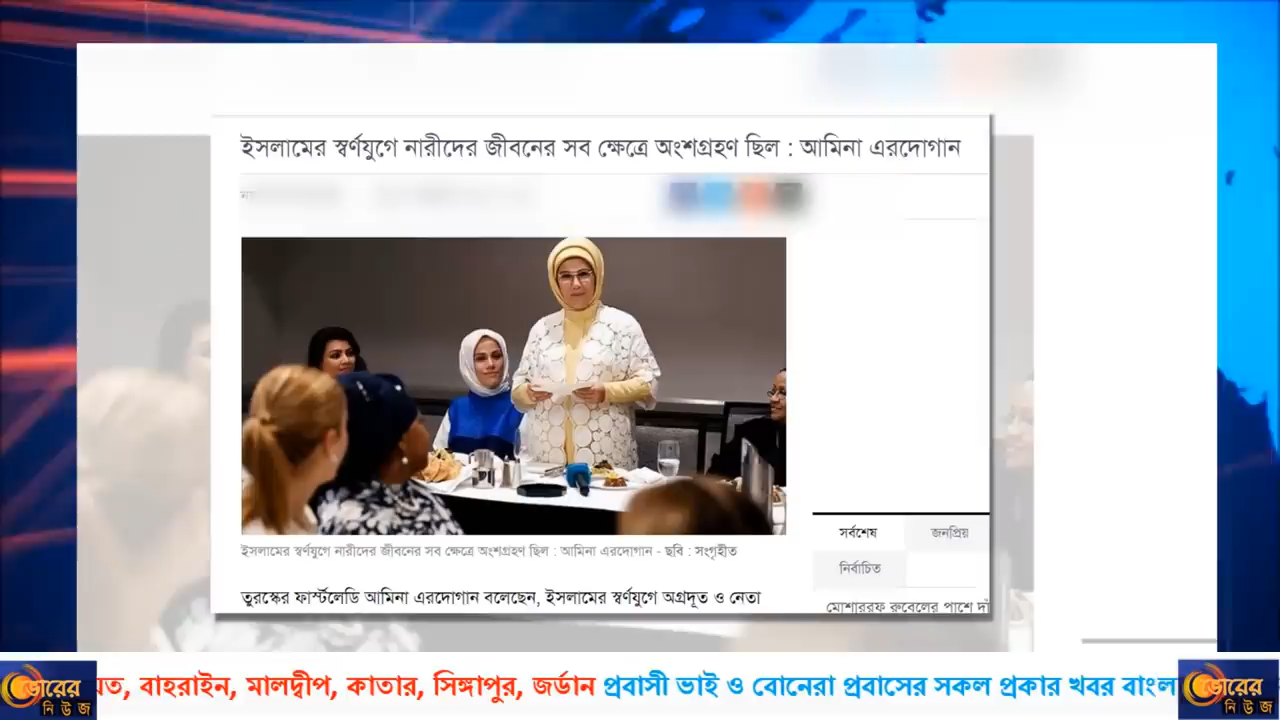 ইসলামের স্বর্ণযুগে নারীদের জীবনের সব ক্ষেত্রে অংশগ্রহণ ছিল : আমিনা এরদোগান
ইসলামের স্বর্ণযুগে নারীদের জীবনের সব ক্ষেত্রে অংশগ্রহণ ছিল : আমিনা এরদোগান - ছবি : সংগৃহীত
তুরস্কের ফার্স্টলেডি আমিনা এরদোগান বলেছেন, ইসলামের স্বর্ণযুগে অগ্রদূত ও নেতা
সর্বশেষ জনপ্রিয়
নির্বাচিত
মোশাররফ রুবেলের পাশে
বাহরাইন, মালদ্বীপ, কাতার, সিঙ্গাপুর, জর্ডান প্রবাসী ভাই ও বোনেরা প্রবাসের সকল প্রকার খবর
ভোরের
নিউজ
ভোরের
নিউজ